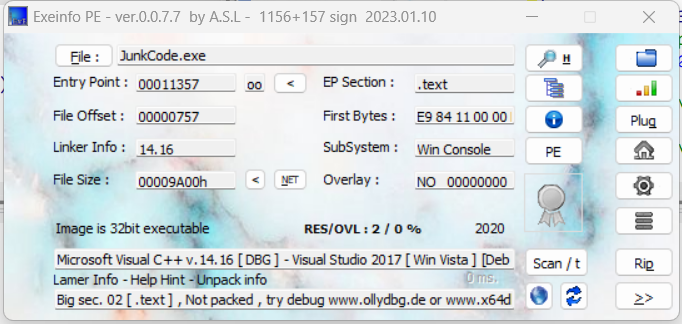 Exeinfo PE - ver.0.0.7.7 by A.S.L - 1156+157 sign 2023.01.10
File : JunkCode.exe H
Entry Point : 00011357 oo < EP Section : .text
File Offset : 00000757 First Bytes : E9 84 11 00 00 Plug
Linker Info : 14.16 SubSystem : Win Console PE
File Size : 00009A00h < NET Overlay : NO 00000000
Image is 32bit executable RES/OVL : 2 / 0 % 2020
Microsoft Visual C++ v.14.16 [ DBG ] - Visual Studio 2017 [ Win Vista ] [Deb Scan / t Rip
Lamer Info - Help Hint - Unpack info 0 ms.
Big sec. 02 [ .text ] , Not packed , try debug www.ollydbg.de or www.x64d >>